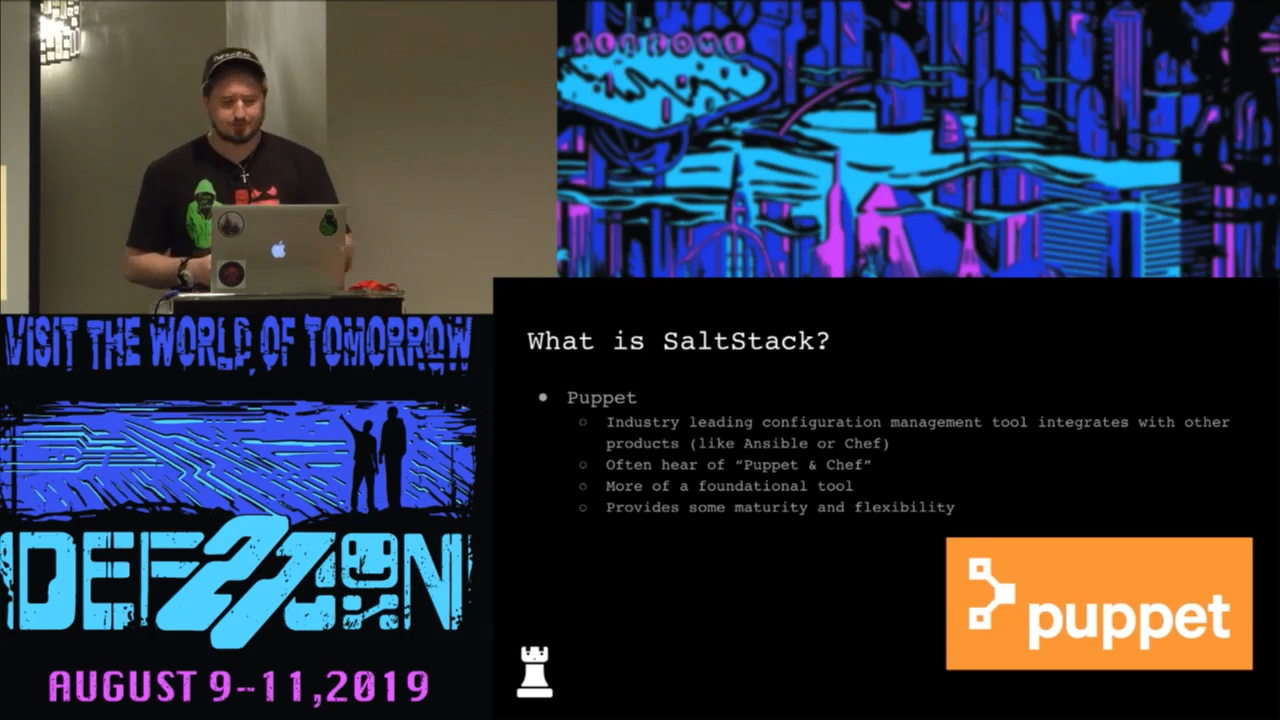 WELCOME
VISIT THE WORLD OF TOMORROW
DEF27CON
AUGUST 9--11,2019
What is SaltStack?
Puppet
Industry leading configuration management tool integrates with other
products (like Ansible or Chef)
Often hear of “Puppet & Chef”
More of a foundational tool
Provides some maturity and flexibility
puppet